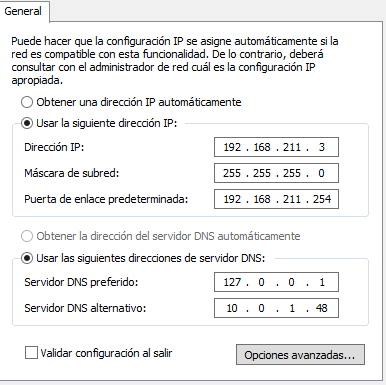 General
Puede hacer que la configuración IP se asigne automáticamente si la
red es compatible con esta funcionalidad. De lo contrario, deberá
consultar con el administrador de red cuál es la configuración IP
apropiada.
Obtener una dirección IP automáticamente
Usar la siguiente dirección IP:
Dirección IP: 192 . 168 . 211 . 3
Máscara de subred: 255 . 255 . 255 . 0
Puerta de enlace predeterminada: 192 . 168 . 211 . 254
Obtener la dirección del servidor DNS automáticamente
Usar las siguientes direcciones de servidor DNS:
Servidor DNS preferido: 127 . 0 . 0 . 1
Servidor DNS alternativo: 10 . 0 . 1 . 48
Validar configuración al salir Opciones avanzadas...